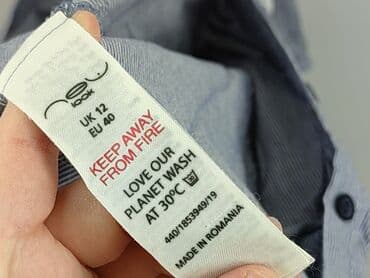 new
LOOK
UK 12
EU 40
KEEP AWAY
FROM FIRE
LOVE OUR
PLANET WASH
AT 30°C
440/1853949/19
MADE IN ROMANIA